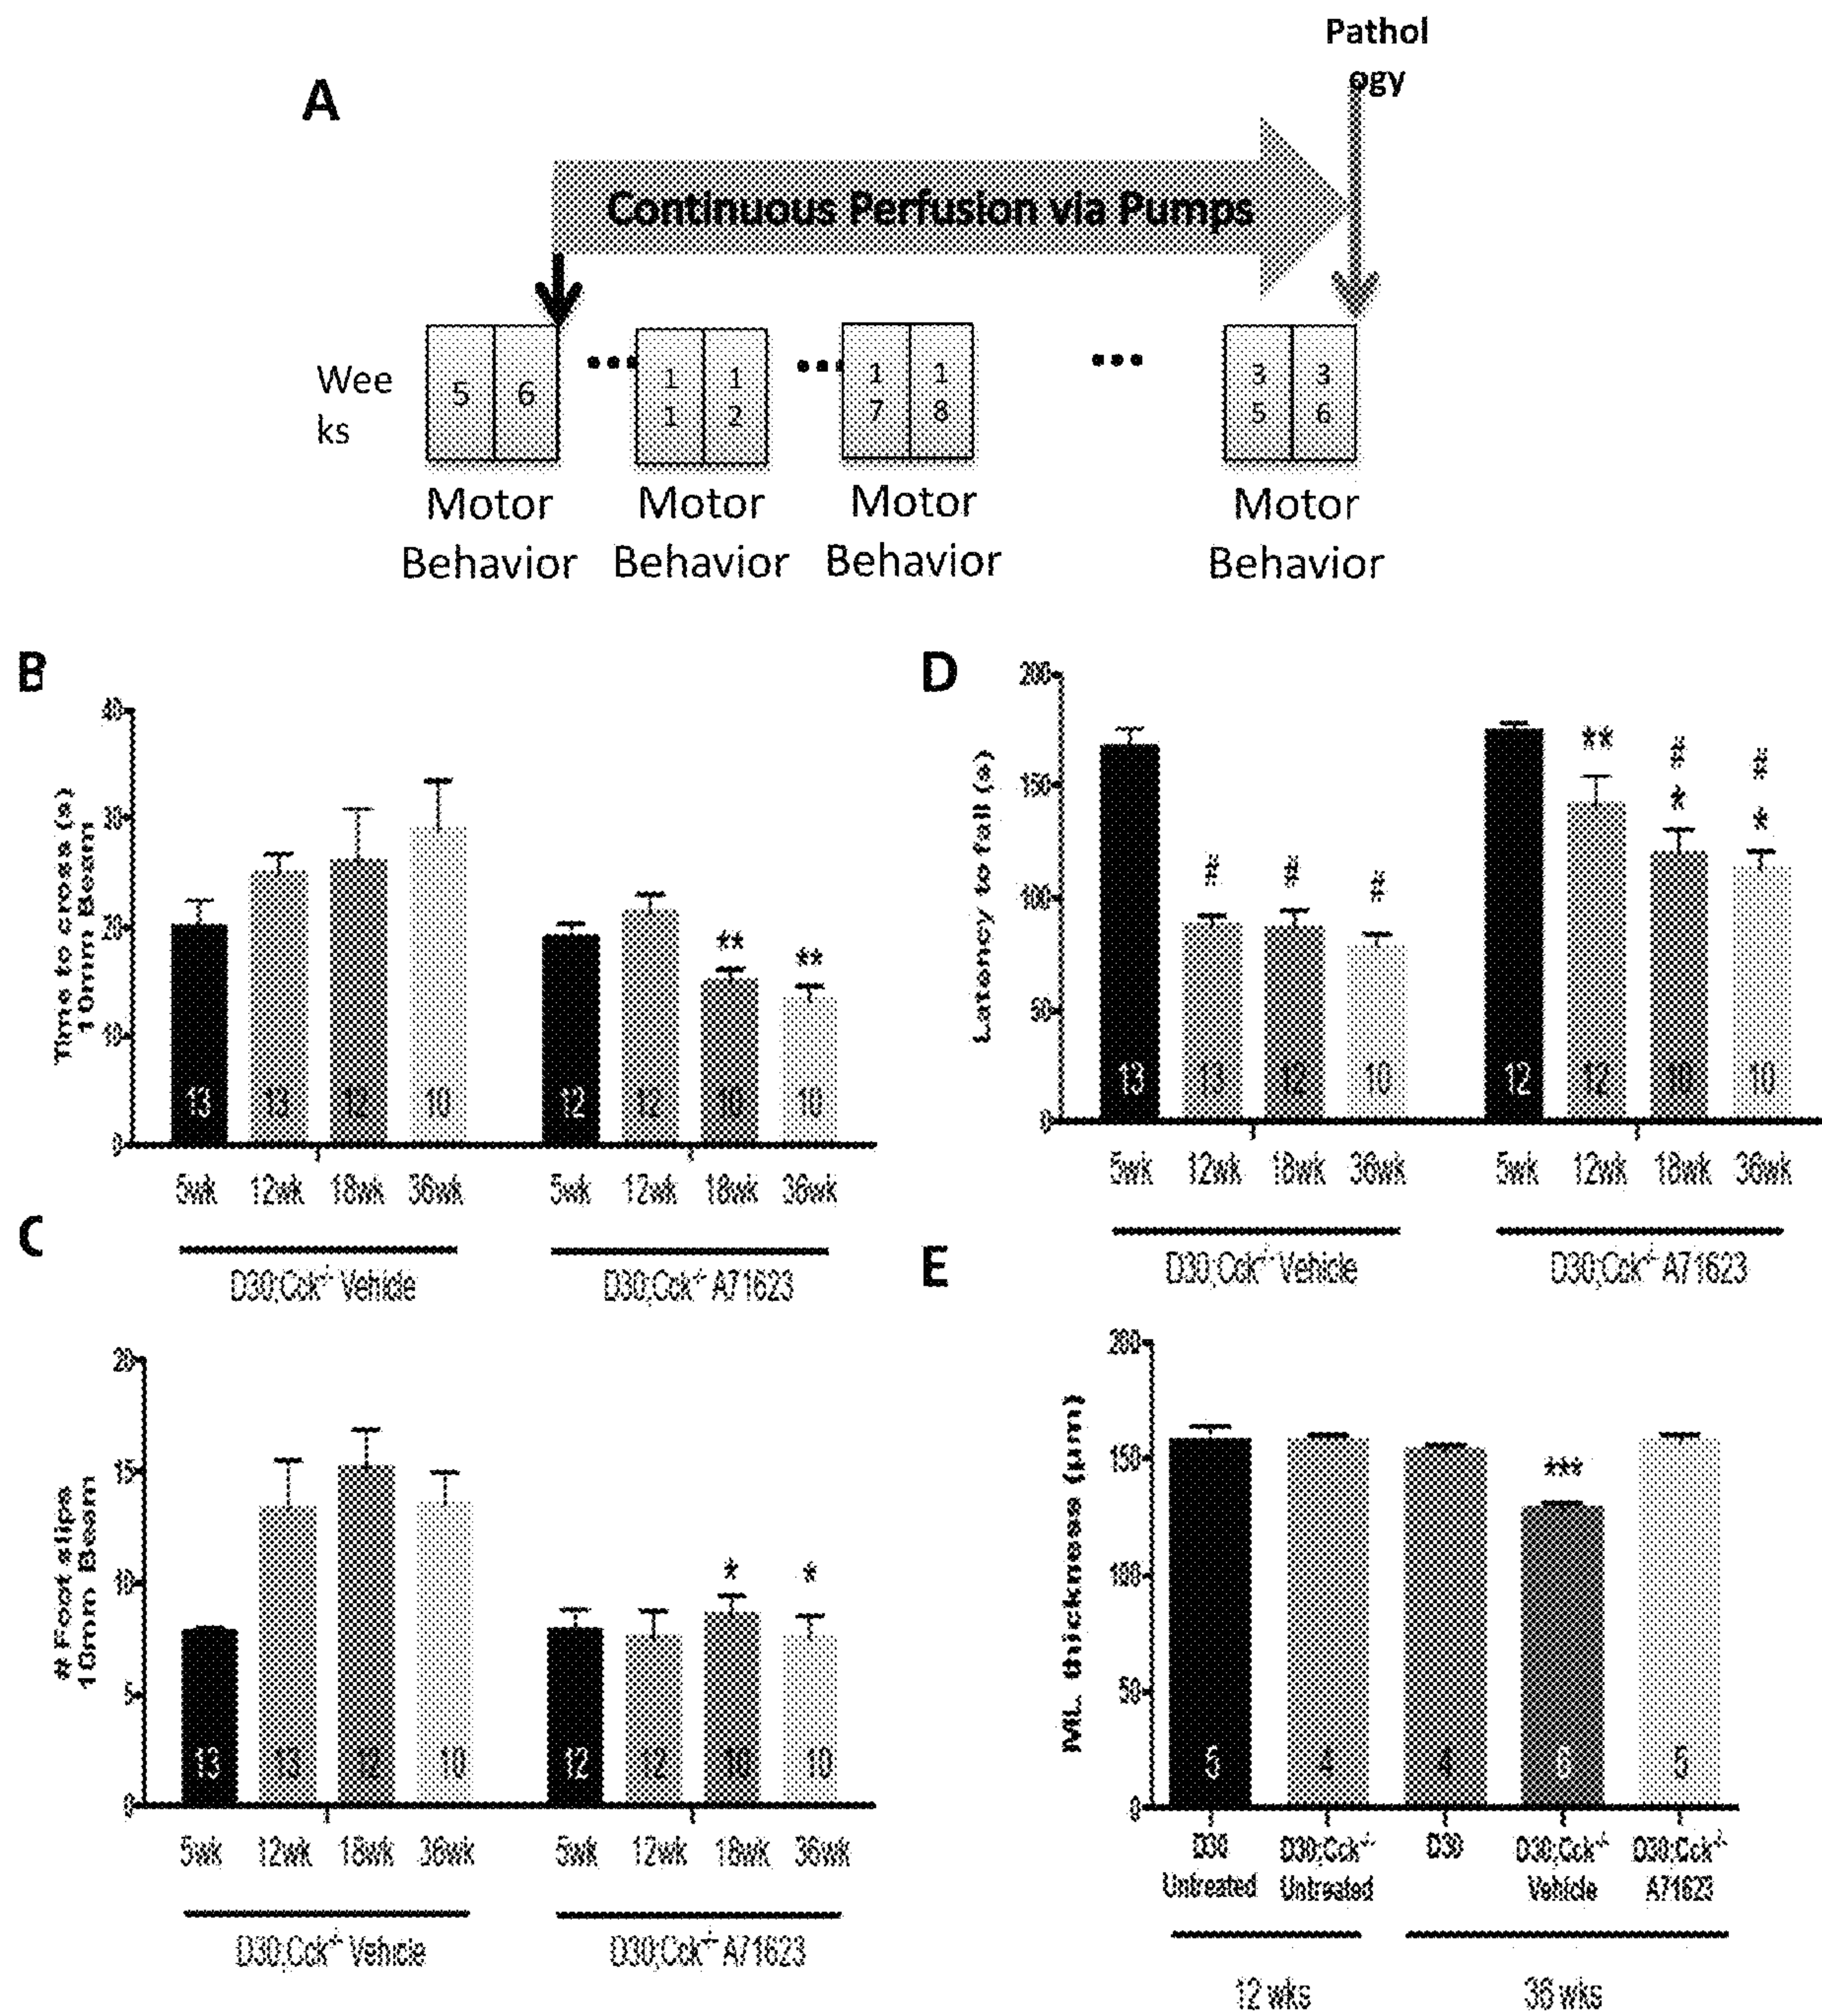 Pathol
ogy
A
Continuous Perfusion via Pumps
Wee
ks
5 6
1
1
1
2
1
7
1
8
3
5
3
6
Motor
Behavior
Motor
Behavior
Motor
Behavior
Motor
Behavior
B
Time to cross (s)
10mm Beam
40
30
20
10
0
13 13 12 10 12 12 10 10
** **
5wk 12wk 18wk 36wk 5wk 12wk 18wk 36wk
D30;Cck-/- Vehicle D30;Cck-/- A71623
D
Latency to fall (s)
200
150
100
50
0
# # # ** # * # *
13 13 12 10 12 12 10 10
5wk 12wk 18wk 36wk 5wk 12wk 18wk 36wk
D30;Cck-/- Vehicle D30;Cck-/- A71623
C
# Foot slips
10mm Beam
20
15
10
5
0
* *
13 13 12 10 12 12 10 10
5wk 12wk 18wk 36wk 5wk 12wk 18wk 36wk
D30;Cck-/- Vehicle D30;Cck-/- A71623
E
ML thickness (μm)
200
150
100
50
0
***
4 4 5
D30
Untreated
D30;Cck-/-
Untreated
D30
D30;Cck-/-
Vehicle
D30;Cck-/-
A71623
12 wks 36 wks